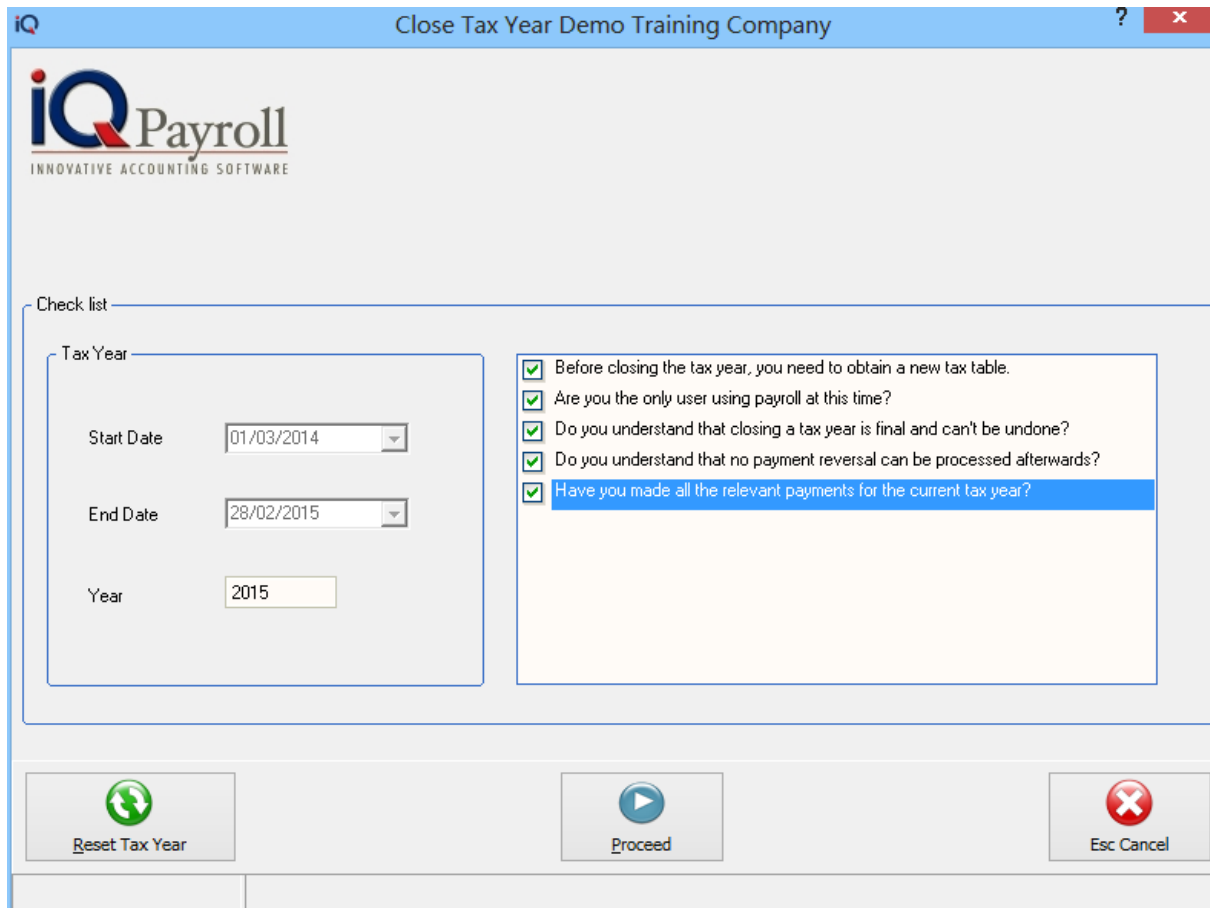 iQ
Close Tax Year Demo Training Company
?
x
iQ Payroll
INNOVATIVE ACCOUNTING SOFTWARE
Check list
Tax Year
Start Date
01/03/2014
End Date
28/02/2015
Year
2015
Before closing the tax year, you need to obtain a new tax table.
Are you the only user using payroll at this time?
Do you understand that closing a tax year is final and can't be undone?
Do you understand that no payment reversal can be processed afterwards?
Have you made all the relevant payments for the current tax year?
Reset Tax Year
Proceed
Esc Cancel